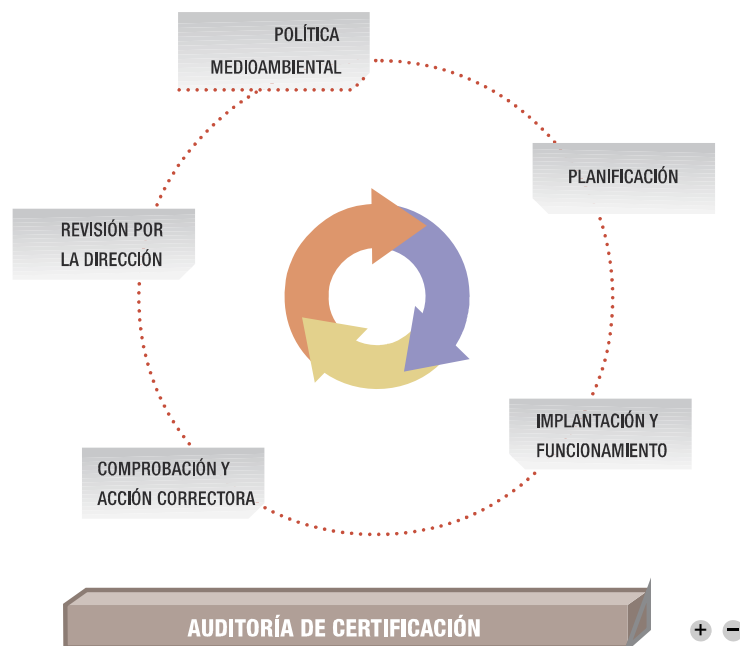 POLÍTICA
MEDIOAMBIENTAL
PLANIFICACIÓN
IMPLANTACIÓN Y
FUNCIONAMIENTO
COMPROBACIÓN Y
ACCIÓN CORRECTORA
REVISIÓN POR
LA DIRECCIÓN
AUDITORÍA DE CERTIFICACIÓN
+ −